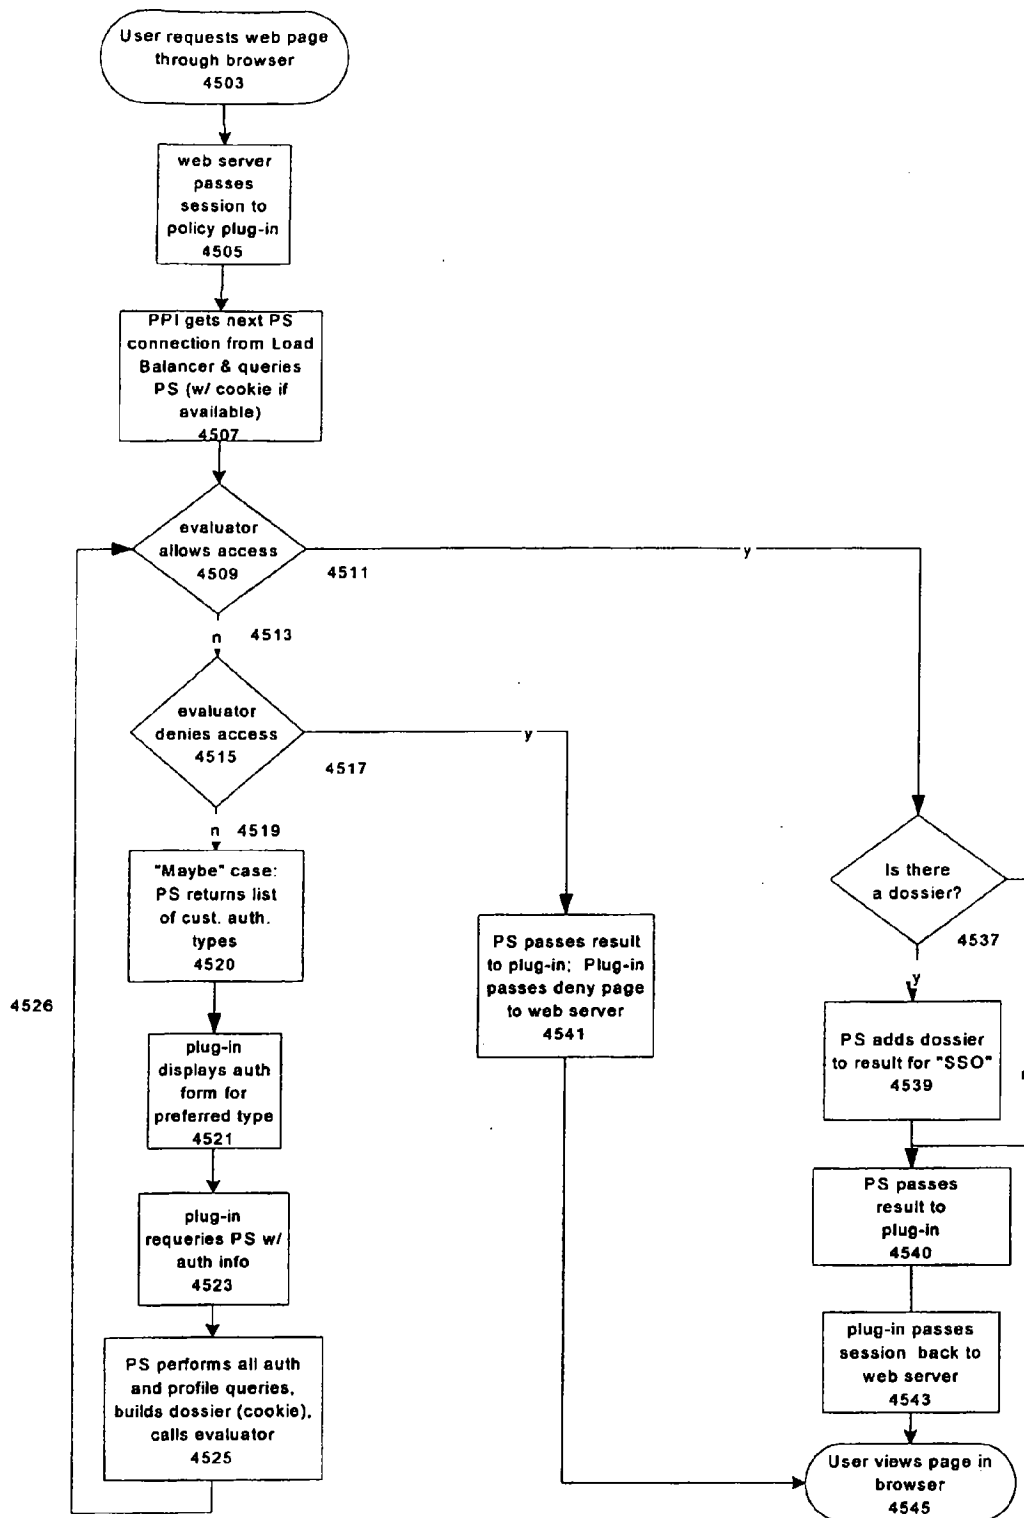 User requests web page
through browser
4503
web server
passes
session to
policy plug-in
4505
PPI gets next PS
connection from Load
Balancer & queries
PS (w/ cookie if
available)
4507
evaluator
allows access
4509
4511
y
n
4513
evaluator
denies access
4515
4517
y
n
4519
"Maybe" case:
PS returns list
of cust. auth.
types
4520
4526
plug-in
displays auth
form for
preferred type
4521
plug-in
requeries PS w/
auth info
4523
PS performs all auth
and profile queries,
builds dossier (cookie),
calls evaluator
4525
PS passes result
to plug-in; Plug-in
passes deny page
to web server
4541
Is there
a dossier?
4537
y
PS adds dossier
to result for "SSO"
4539
PS passes
result to
plug-in
4540
plug-in passes
session back to
web server
4543
User views page in
browser
4545